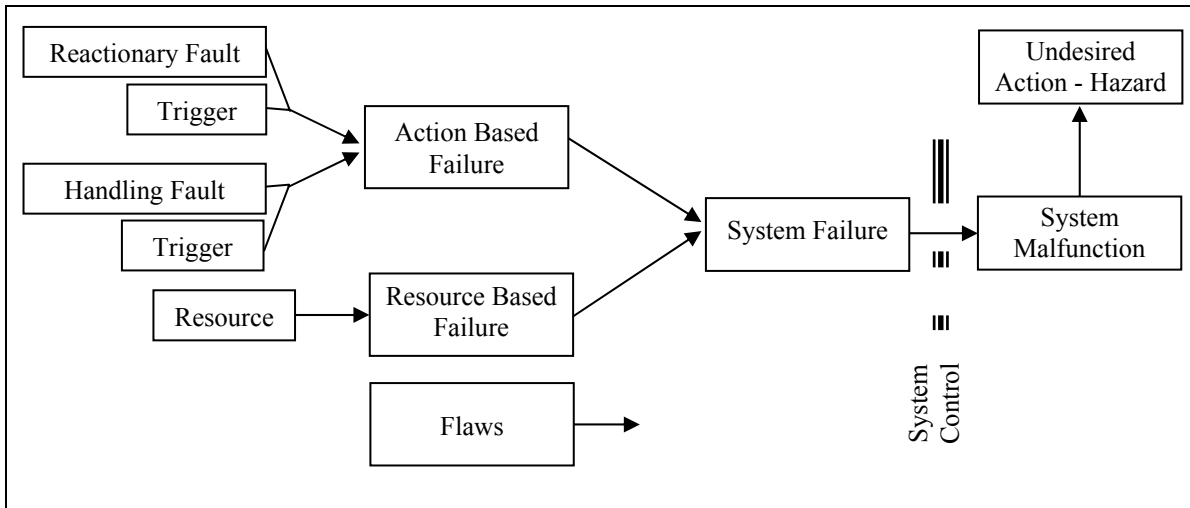 Reactionary Fault
Trigger
Handling Fault
Trigger
Resource
Action Based
Failure
Resource Based
Failure
Flaws
System Failure
System
Control
System
Malfunction
Undesired
Action - Hazard